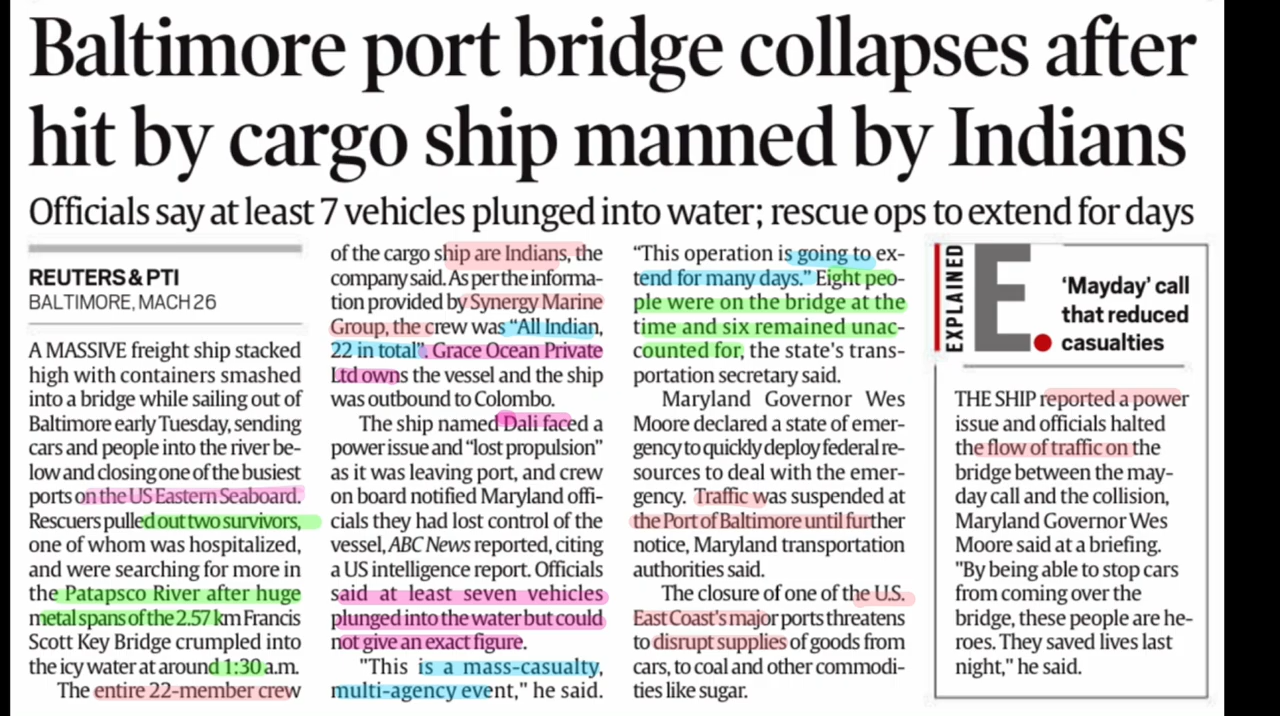 Baltimore port bridge collapses after
hit by cargo ship manned by Indians
Officials say at least 7 vehicles plunged into water; rescue ops to extend for days
REUTERS & PTI
BALTIMORE, MACH 26
A MASSIVE freight ship stacked
high with containers smashed
into a bridge while sailing out of
Baltimore early Tuesday, sending
cars and people into the river be-
low and closing one of the busiest
ports on the US Eastern Seaboard.
Rescuers pulled out two survivors,
one of whom was hospitalized,
and were searching for more in
the Patapsco River after huge
metal spans of the 2.57 km Francis
Scott Key Bridge crumpled into
the icy water at around 1:30 a.m.
The entire 22-member crew
of the cargo ship are Indians, the
company said. As per the informa-
tion provided by Synergy Marine
Group, the crew was “All Indian,
22 in total”. Grace Ocean Private
Ltd owns the vessel and the ship
was outbound to Colombo.
The ship named Dali faced a
power issue and “lost propulsion”
as it was leaving port, and crew
on board notified Maryland offi-
cials they had lost control of the
vessel, ABC News reported, citing
a US intelligence report. Officials
said at least seven vehicles
plunged into the water but could
not give an exact figure.
"This is a mass-casualty,
multi-agency event," he said.
“This operation is going to ex-
tend for many days.” Eight peo-
ple were on the bridge at the
time and six remained unac-
counted for, the state's trans-
portation secretary said.
Maryland Governor Wes
Moore declared a state of emer-
gency to quickly deploy federal re-
sources to deal with the emer-
gency. Traffic was suspended at
the Port of Baltimore until further
notice, Maryland transportation
authorities said.
The closure of one of the U.S.
East Coast's major ports threatens
to disrupt supplies of goods from
cars, to coal and other commodi-
ties like sugar.
EXPLAINED
E.
‘Mayday’ call
that reduced
casualties
THE SHIP reported a power
issue and officials halted
the flow of traffic on the
bridge between the may-
day call and the collision,
Maryland Governor Wes
Moore said at a briefing.
"By being able to stop cars
from coming over the
bridge, these people are he-
roes. They saved lives last
night," he said.